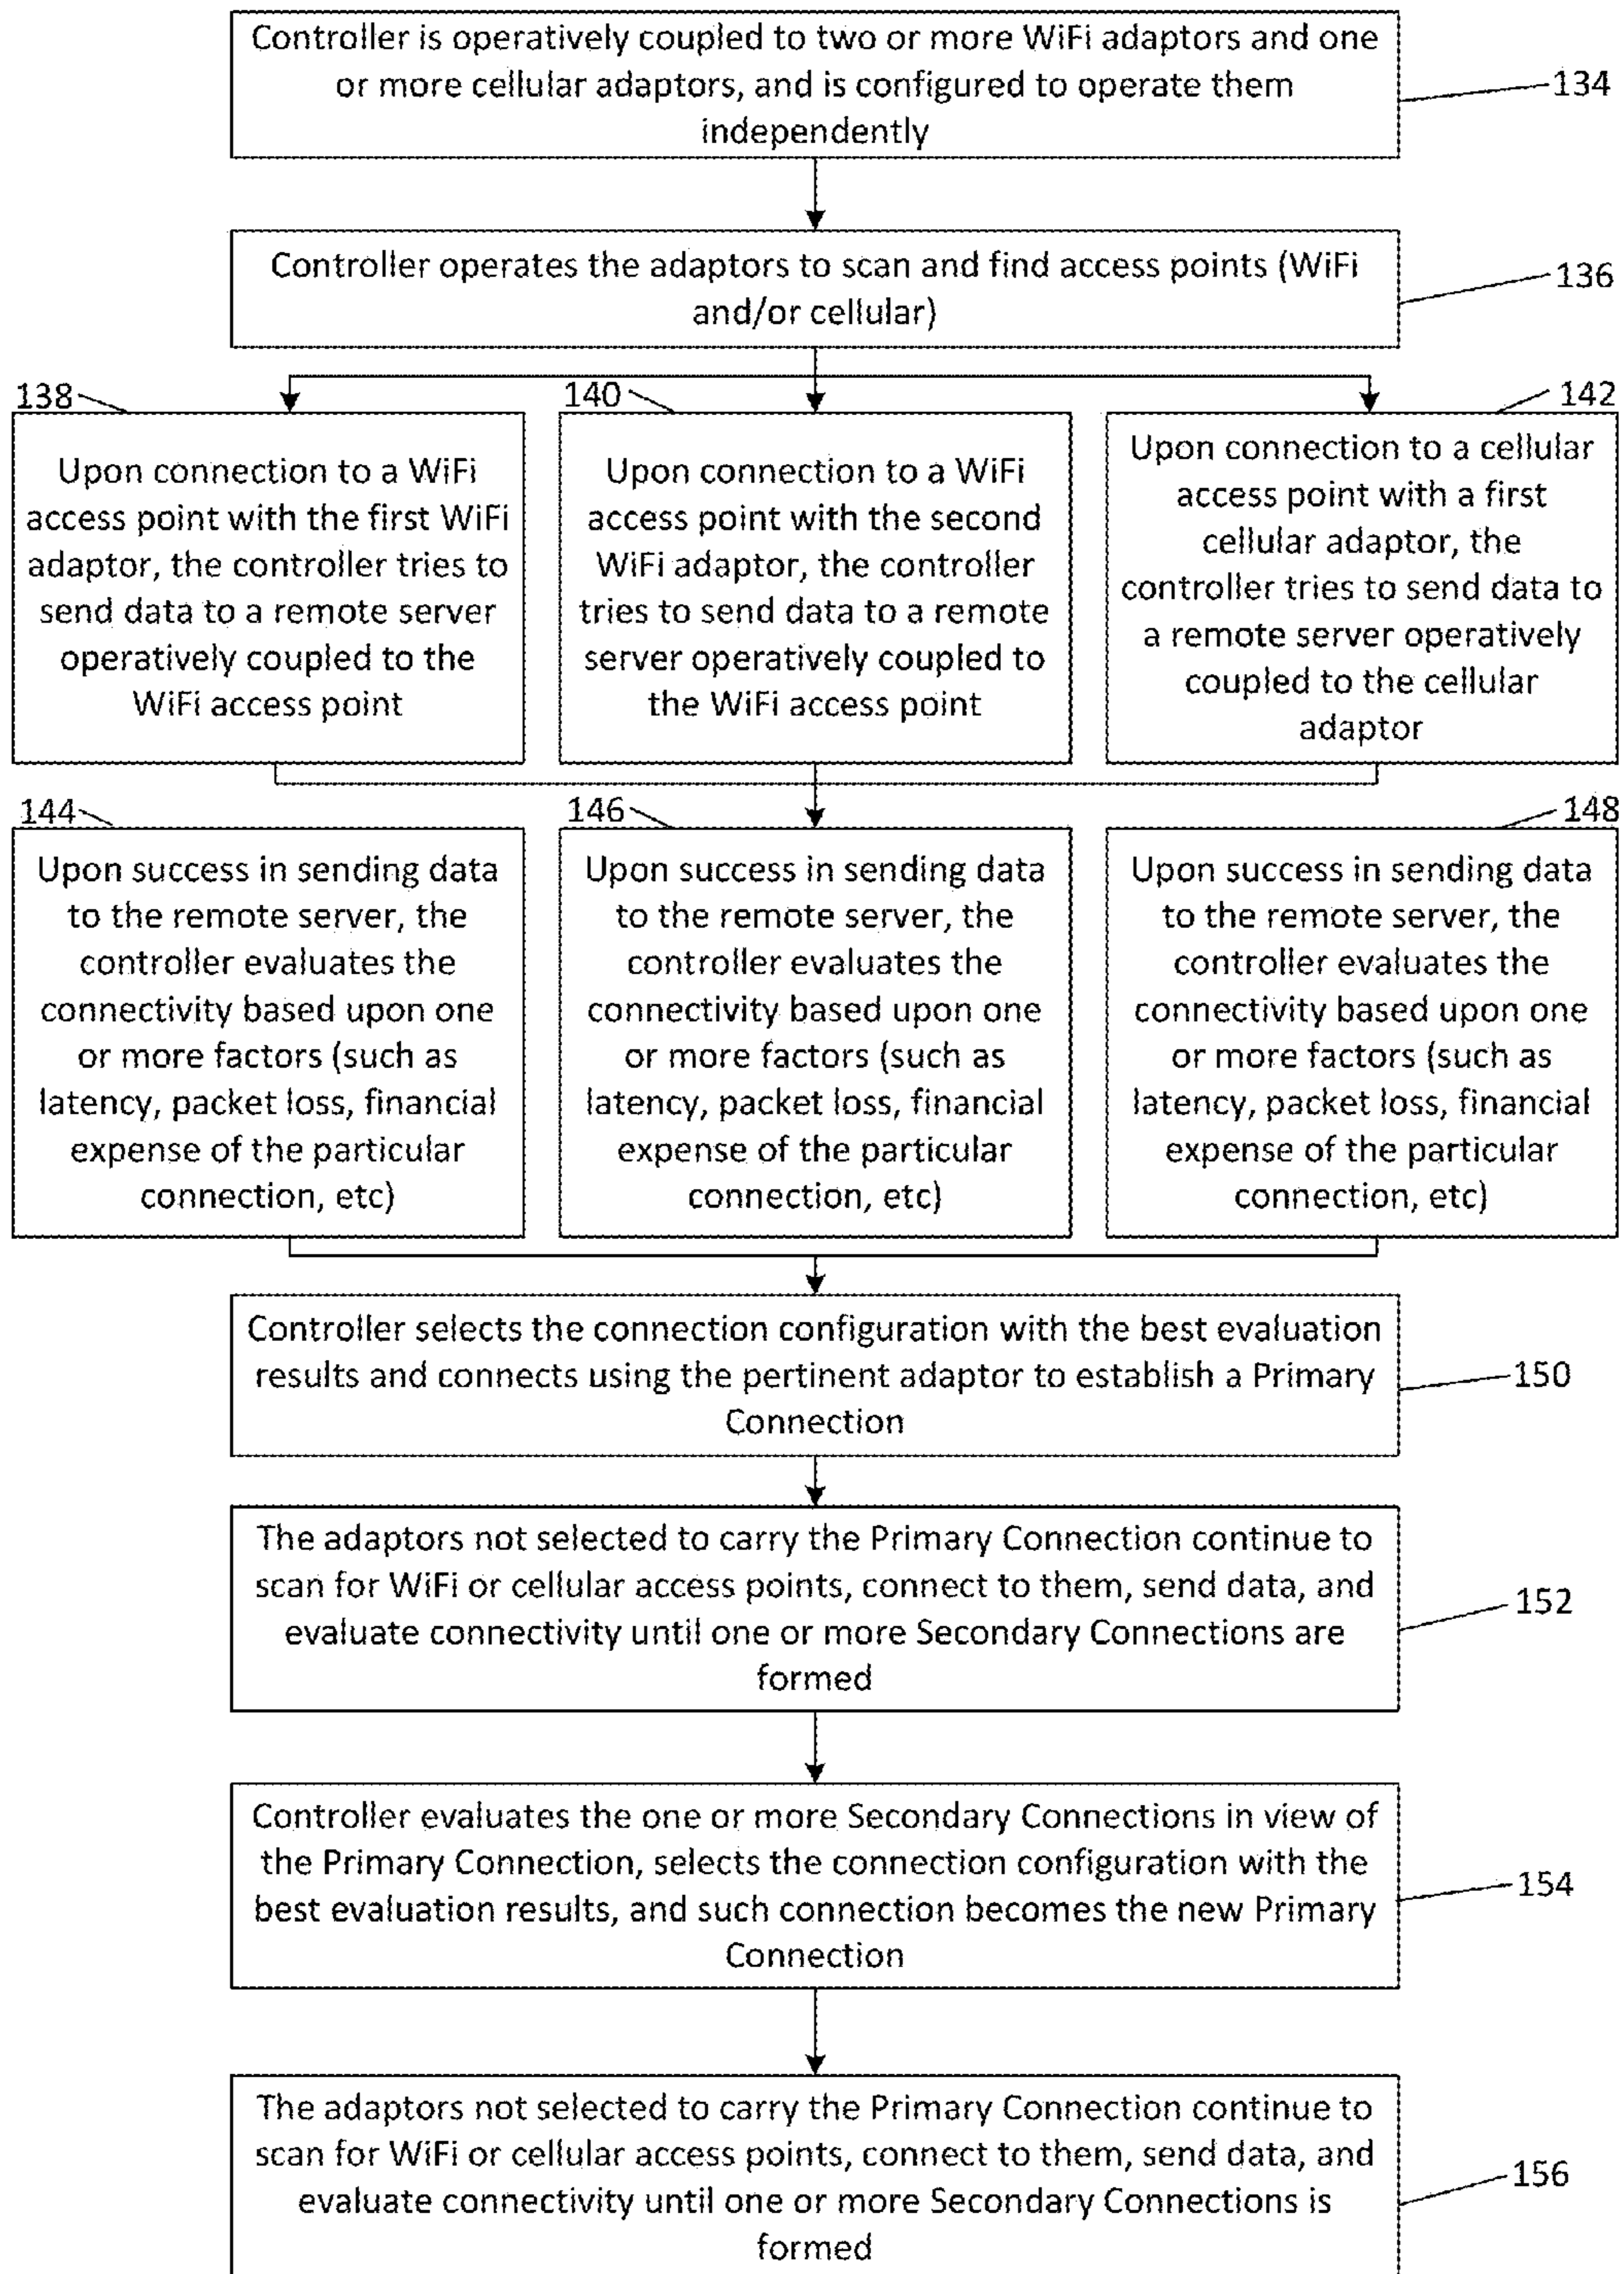 Controller is operatively coupled to two or more WiFi adaptors and one
or more cellular adaptors, and is configured to operate them
independently
134
Controller operates the adaptors to scan and find access points (WiFi
and/or cellular)
136
138
Upon connection to a WiFi
access point with the first WiFi
adaptor, the controller tries to
send data to a remote server
operatively coupled to the
WiFi access point
140
Upon connection to a WiFi
access point with the second
WiFi adaptor, the controller
tries to send data to a remote
server operatively coupled to
the WiFi access point
142
Upon connection to a cellular
access point with a first
cellular adaptor, the
controller tries to send data to
a remote server operatively
coupled to the cellular
adaptor
144
Upon success in sending data
to the remote server, the
controller evaluates the
connectivity based upon one
or more factors (such as
latency, packet loss, financial
expense of the particular
connection, etc)
146
Upon success in sending data
to the remote server, the
controller evaluates the
connectivity based upon one
or more factors (such as
latency, packet loss, financial
expense of the particular
connection, etc)
148
Upon success in sending data
to the remote server, the
controller evaluates the
connectivity based upon one
or more factors (such as
latency, packet loss, financial
expense of the particular
connection, etc)
Controller selects the connection configuration with the best evaluation
results and connects using the pertinent adaptor to establish a Primary
Connection
150
The adaptors not selected to carry the Primary Connection continue to
scan for WiFi or cellular access points, connect to them, send data, and
evaluate connectivity until one or more Secondary Connections are
formed
152
Controller evaluates the one or more Secondary Connections in view of
the Primary Connection, selects the connection configuration with the
best evaluation results, and such connection becomes the new Primary
Connection
154
The adaptors not selected to carry the Primary Connection continue to
scan for WiFi or cellular access points, connect to them, send data, and
evaluate connectivity until one or more Secondary Connections is
formed
156